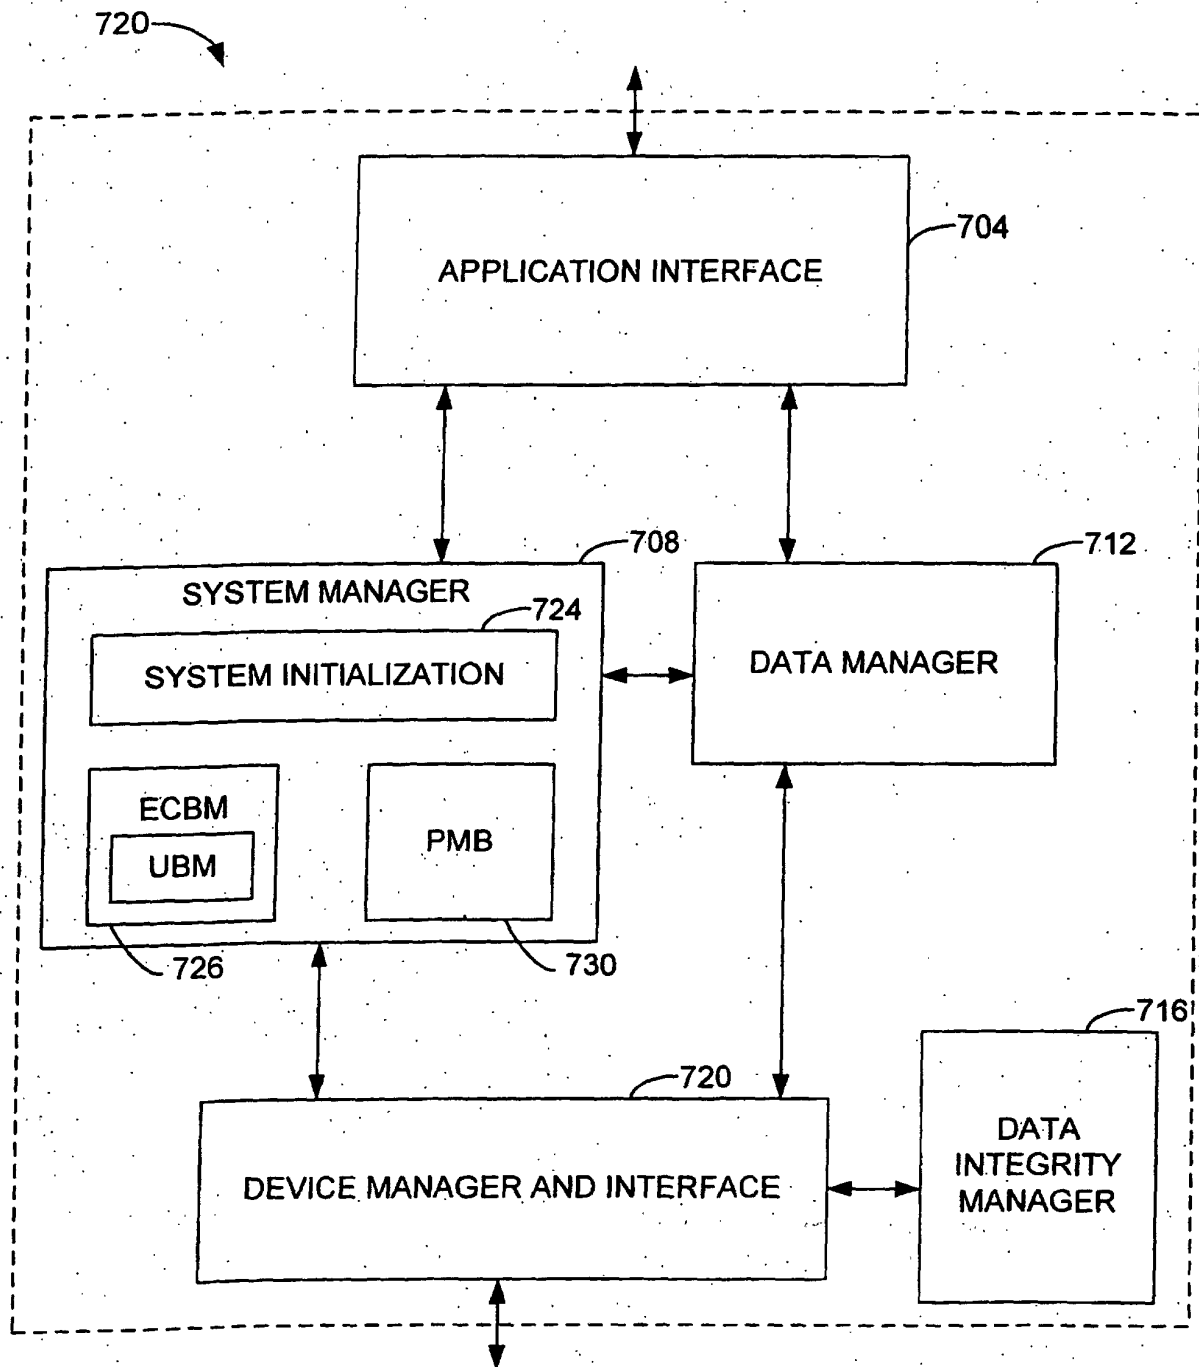 720
704
APPLICATION INTERFACE
708
712
SYSTEM MANAGER
724
SYSTEM INITIALIZATION
DATA MANAGER
ECBM
UBM
PMB
726
730
716
720
DEVICE MANAGER AND INTERFACE
DATA
INTEGRITY
MANAGER